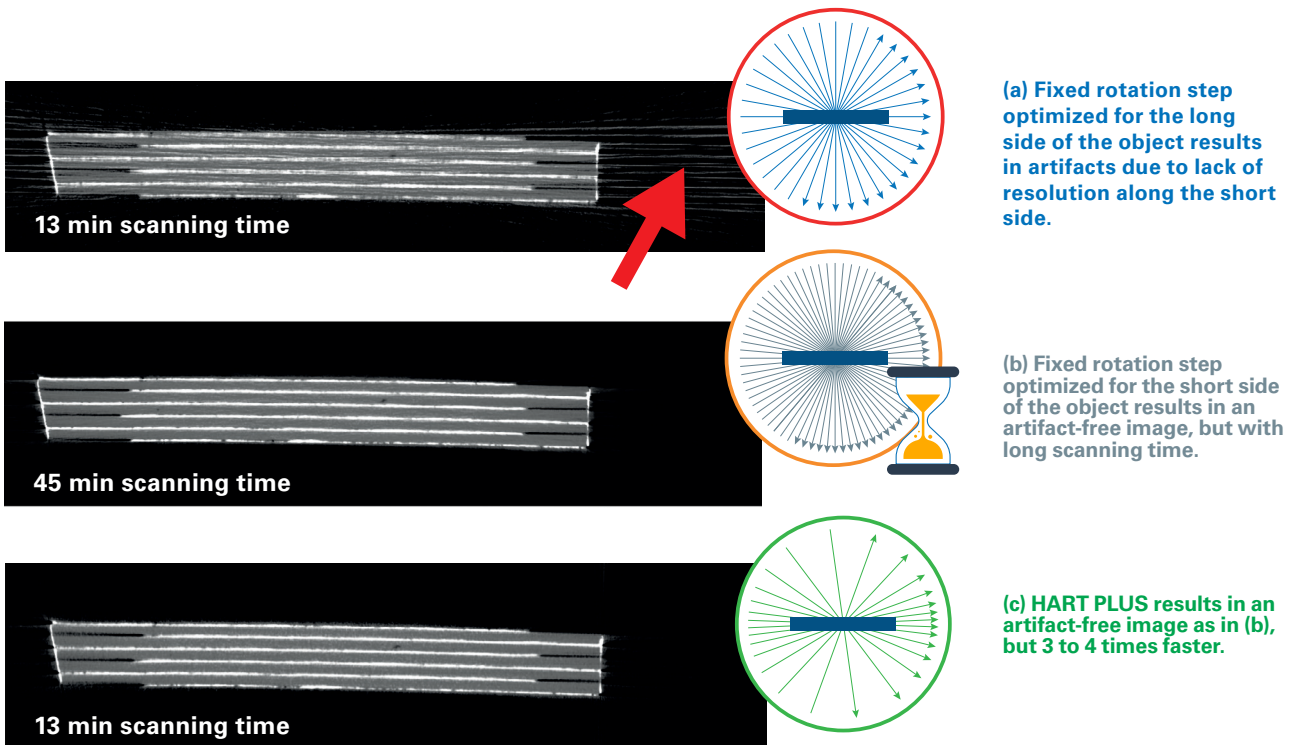 13 min scanning time
(a) Fixed rotation step
optimized for the long
side of the object results
in artifacts due to lack of
resolution along the short
side.
45 min scanning time
(b) Fixed rotation step
optimized for the short side
of the object results in an
artifact-free image, but with
long scanning time.
13 min scanning time
(c) HART PLUS results in an
artifact-free image as in (b),
but 3 to 4 times faster.